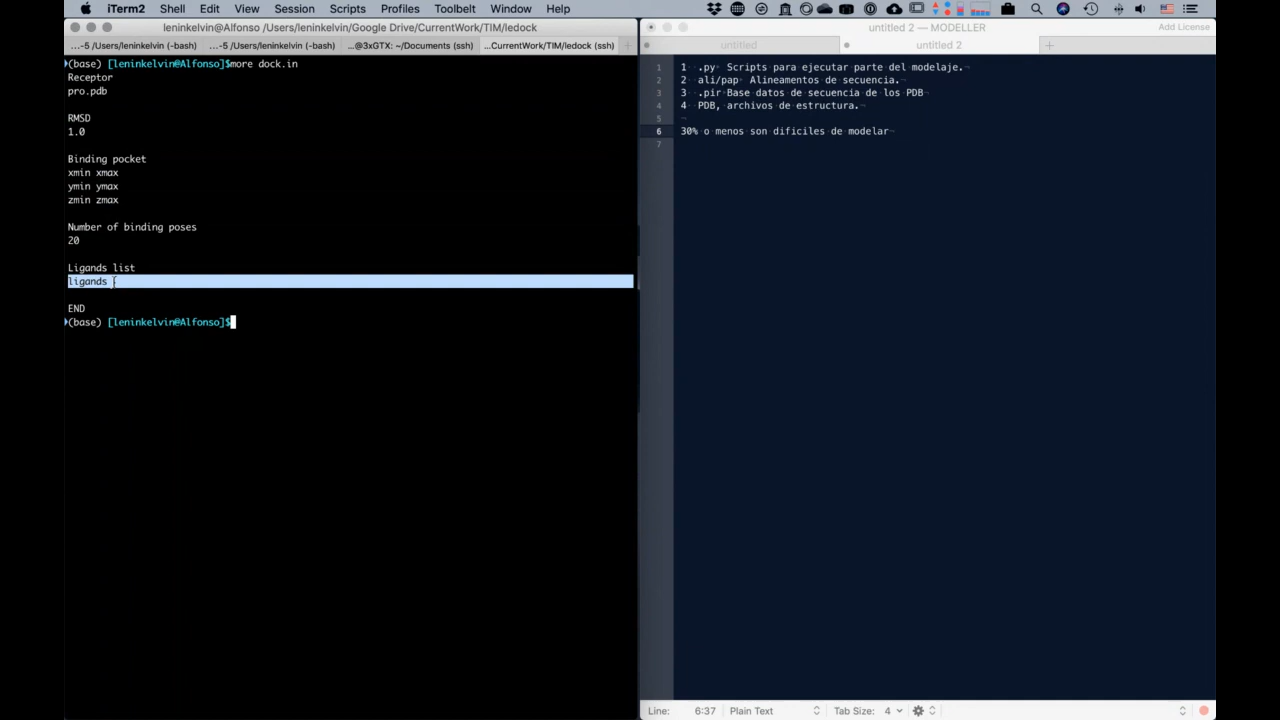 iTerm2 Shell Edit View Session Scripts Profiles Toolbelt Window Help
leninkelvin@Alfonso /Users/leninkelvin/Google Drive/CurrentWork/TIM/ledock
...-5 /Users/leninkelvin (-bash) ...-5 /Users/leninkelvin (-bash) ...@3xGTX: ~/Documents (ssh) ...CurrentWork/TIM/ledock (ssh)
(base) [leninkelvin@Alfonso]$more dock.in
Receptor
pro.pdb
RMSD
1.0
Binding pocket
xmin xmax
ymin ymax
zmin zmax
Number of binding poses
20
Ligands list
ligands
END
(base) [leninkelvin@Alfonso]$
untitled 2 — MODELLER
Add License
untitled
untitled 2
1 1 .py Scripts para ejecutar parte del modelaje.
2 2 ali/pap Alineamentos de secuencia.
3 3 .pir Base datos de secuencia de los PDB
4 4 PDB, archivos de estructura.
5
6 30% o menos son dificiles de modelar
7
Line: 6:37 Plain Text Tab Size: 4